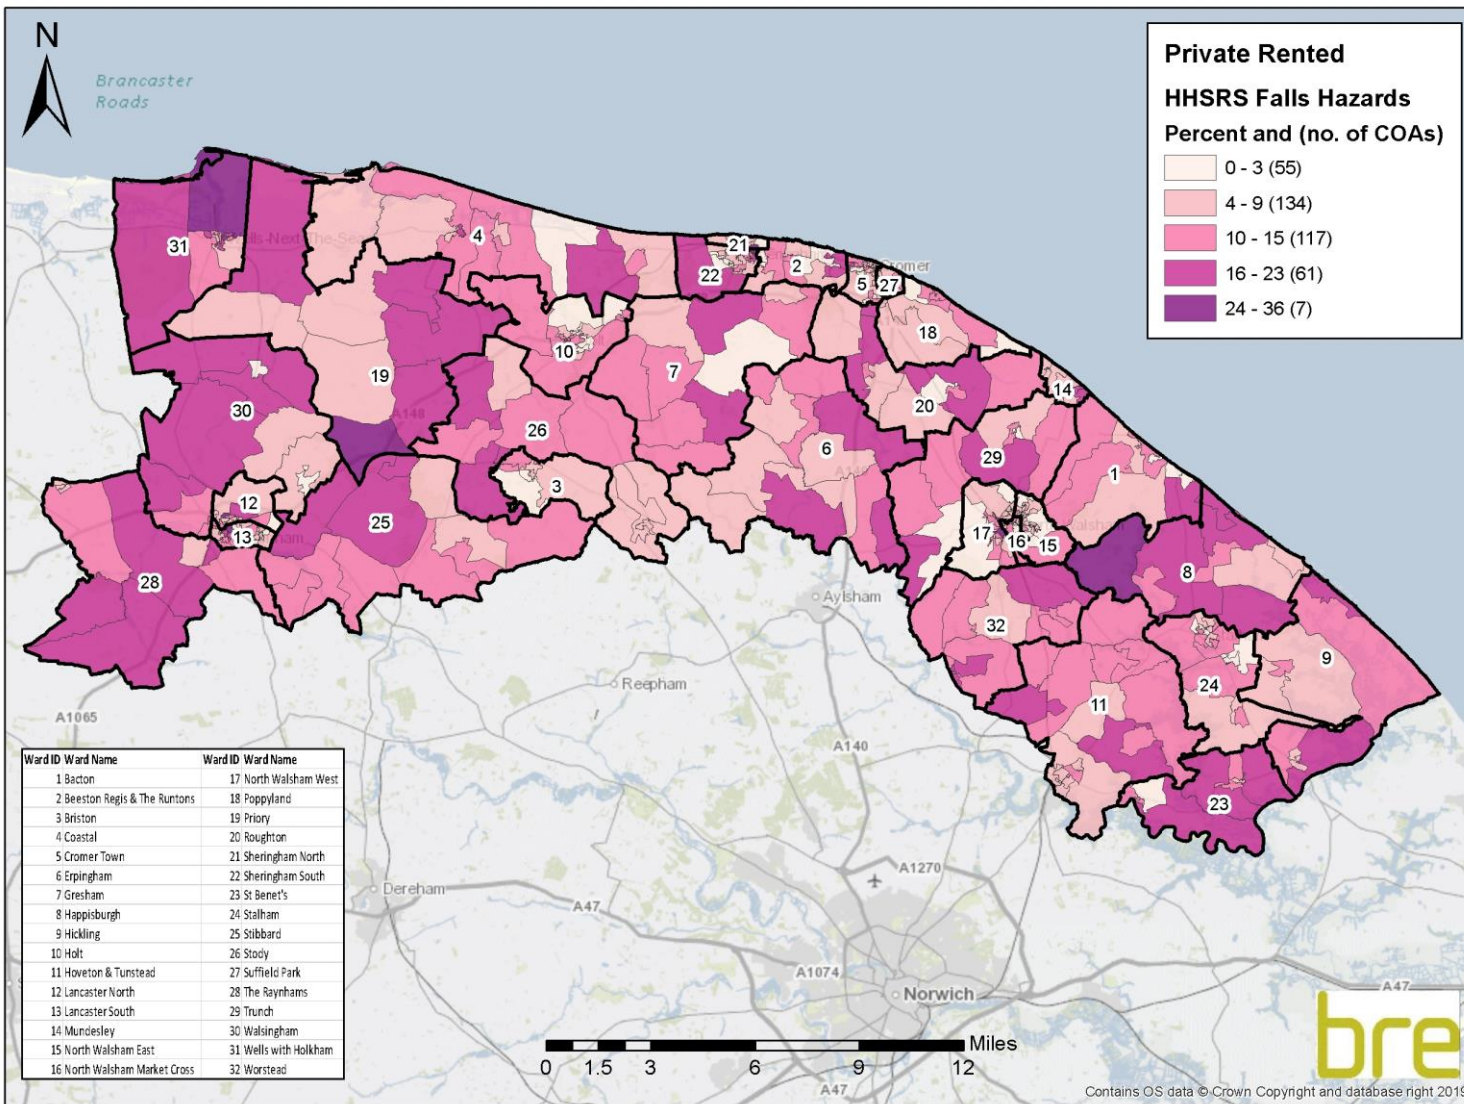 N
Brancaster
Roads
Private Rented
HHSRS Falls Hazards
Percent and (no. of COAs)
0 - 3 (55)
4 - 9 (134)
10 - 15 (117)
16 - 23 (61)
24 - 36 (7)
31
4
21
22
2
Cromer
5
27
18
10
7
19
14
20
30
A148
26
6
29
1
3
12
25
13
17
16
15
8
28
Aylsham
32
9
Reepham
24
11
A1065
A140
23
Ward ID Ward Name Ward ID Ward Name
1 Bacton 17 North Walsham West
2 Beeston Regis & The Runtons 18 Poppyland
3 Briston 19 Priory
4 Coastal 20 Roughton
5 Cromer Town 21 Sheringham North
6 Erpingham 22 Sheringham South
7 Gresham 23 St Benet's
8 Happisburgh 24 Stalham
9 Hickling 25 Stibbard
10 Holt 26 Stody
11 Hoveton & Tunstead 27 Suffield Park
12 Lancaster North 28 The Raynhams
13 Lancaster South 29 Trunch
14 Mundesley 30 Walsingham
15 North Walsham East 31 Wells with Holkham
16 North Walsham Market Cross 32 Worstead
A1270
Dereham
A47
A1074
Norwich
A47
bre
Miles
0 1.5 3 6 9 12
A47
Contains OS data © Crown Copyright and database right 2019